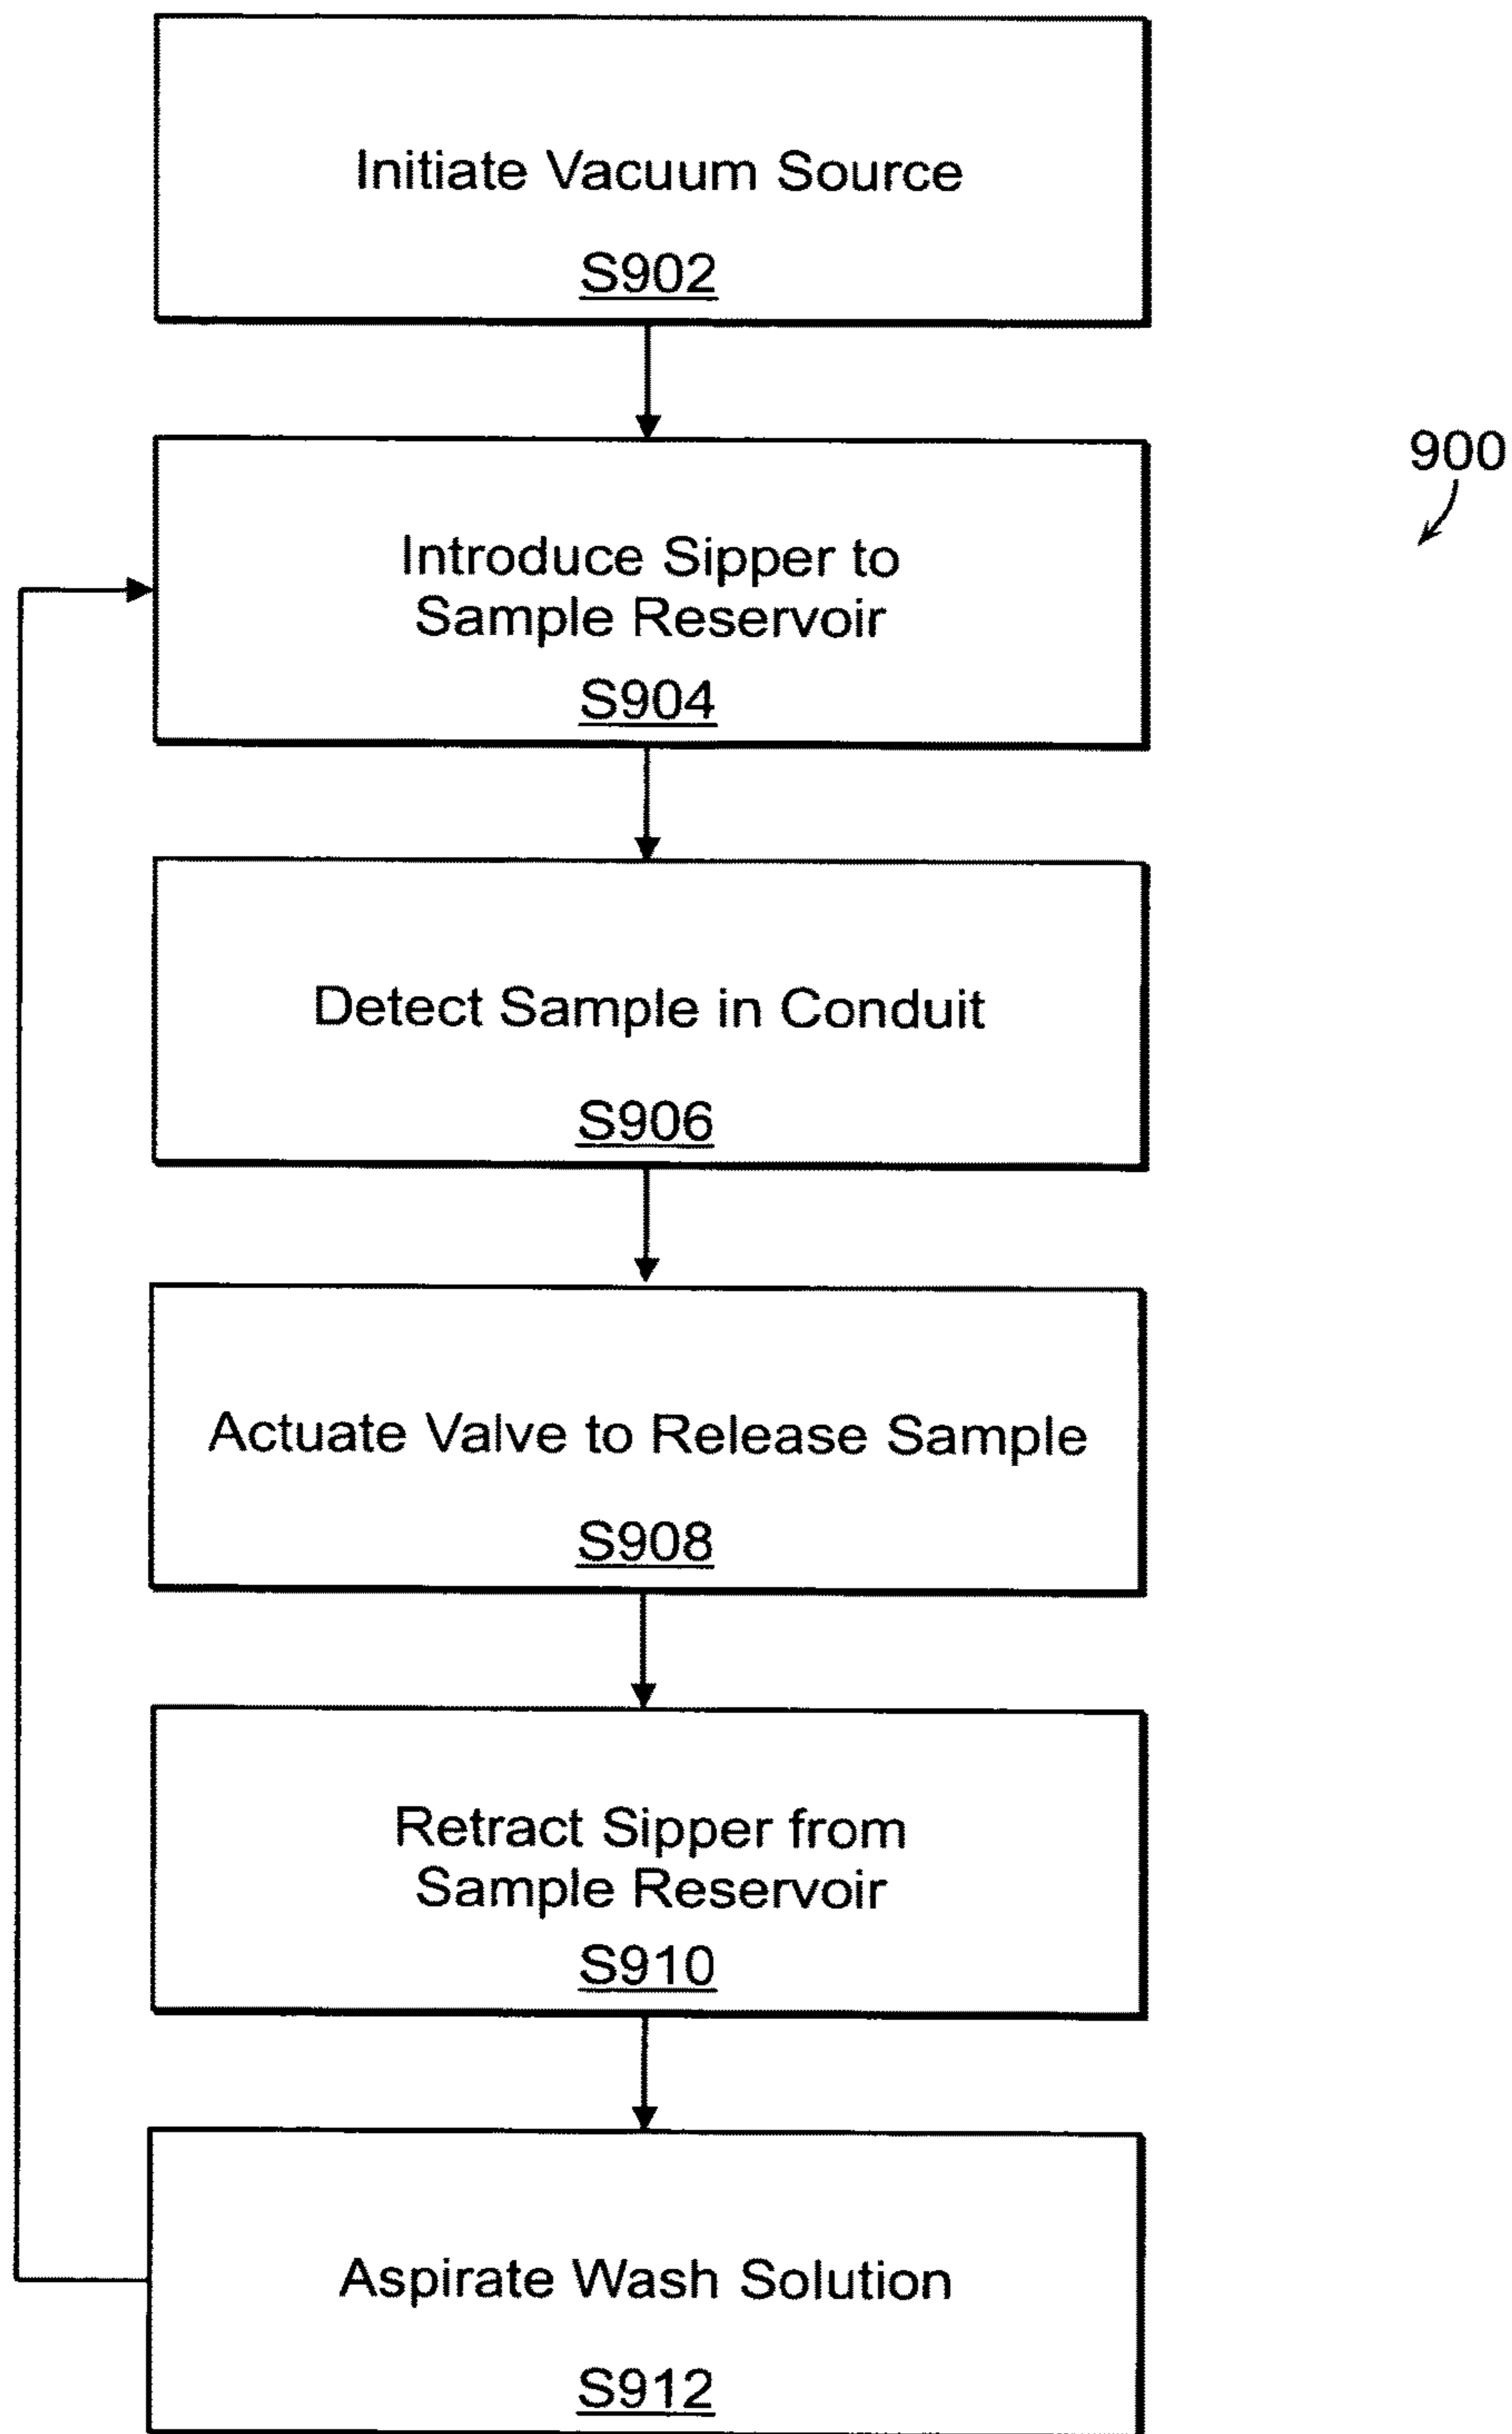 Initiate Vacuum Source
S902
900
Introduce Sipper to
Sample Reservoir
S904
Detect Sample in Conduit
S906
Actuate Valve to Release Sample
S908
Retract Sipper from
Sample Reservoir
S910
Aspirate Wash Solution
S912